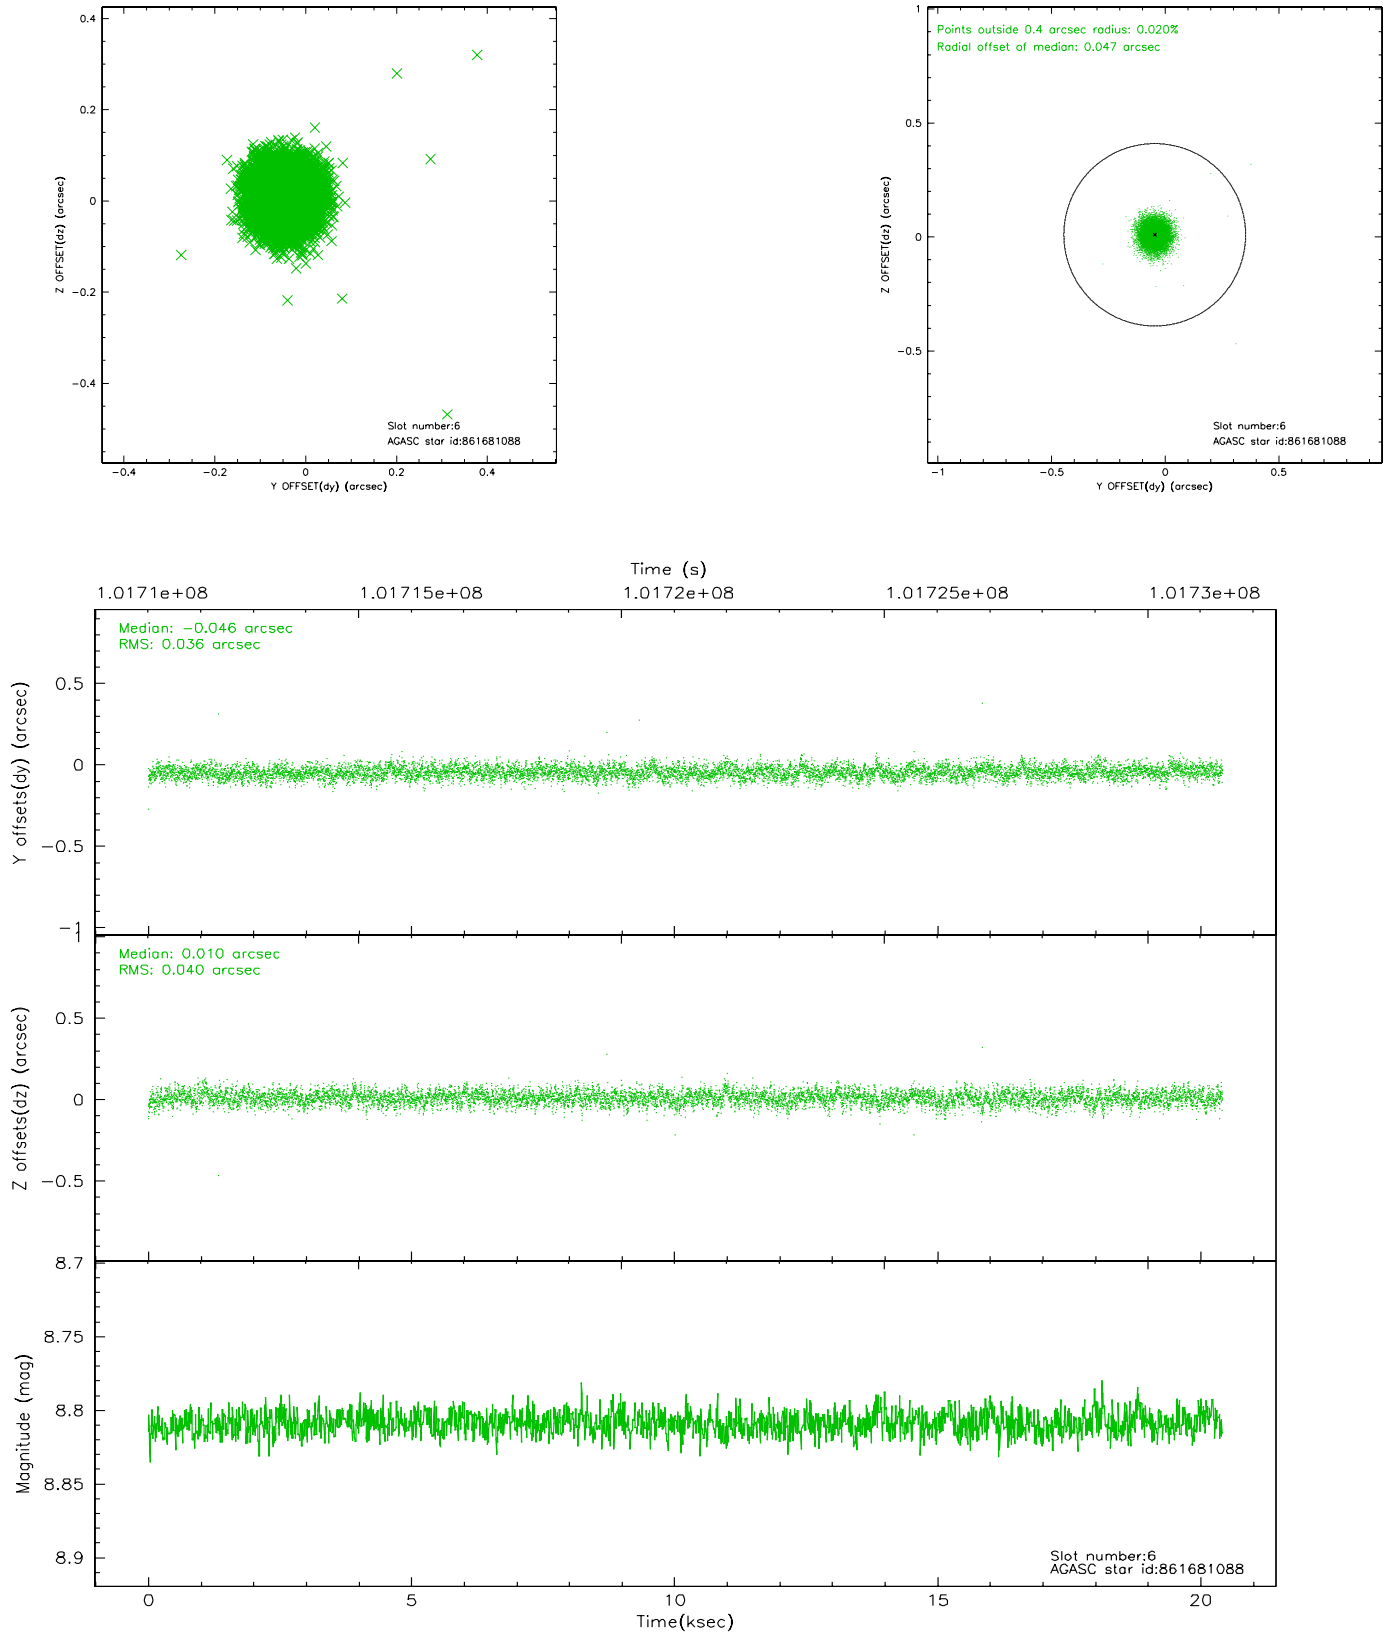 0.4
0.2
0
−0.2
−0.4
Z OFFSET(dz) (arcsec)
Slot number:6
AGASC star id:861681088
−0.4 −0.2 0 0.2 0.4
Y OFFSET(dy) (arcsec)
Points outside 0.4 arcsec radius: 0.020%
Radial offset of median: 0.047 arcsec
1
0.5
0
−0.5
Z OFFSET(dz) (arcsec)
Slot number:6
AGASC star id:861681088
−1 −0.5 0 0.5
Y OFFSET(dy) (arcsec)
Time (s)
1.0171e+08 1.01715e+08 1.0172e+08 1.01725e+08 1.0173e+08
Median: −0.046 arcsec
RMS: 0.036 arcsec
0.5
0
−0.5
−1
Y offsets(dy) (arcsec)
Median: 0.010 arcsec
RMS: 0.040 arcsec
1
0.5
0
−0.5
Z offsets(dz) (arcsec)
8.7
8.75
8.8
8.85
8.9
Magnitude (mag)
Slot number:6
AGASC star id:861681088
0 5 10 15 20
Time(ksec)